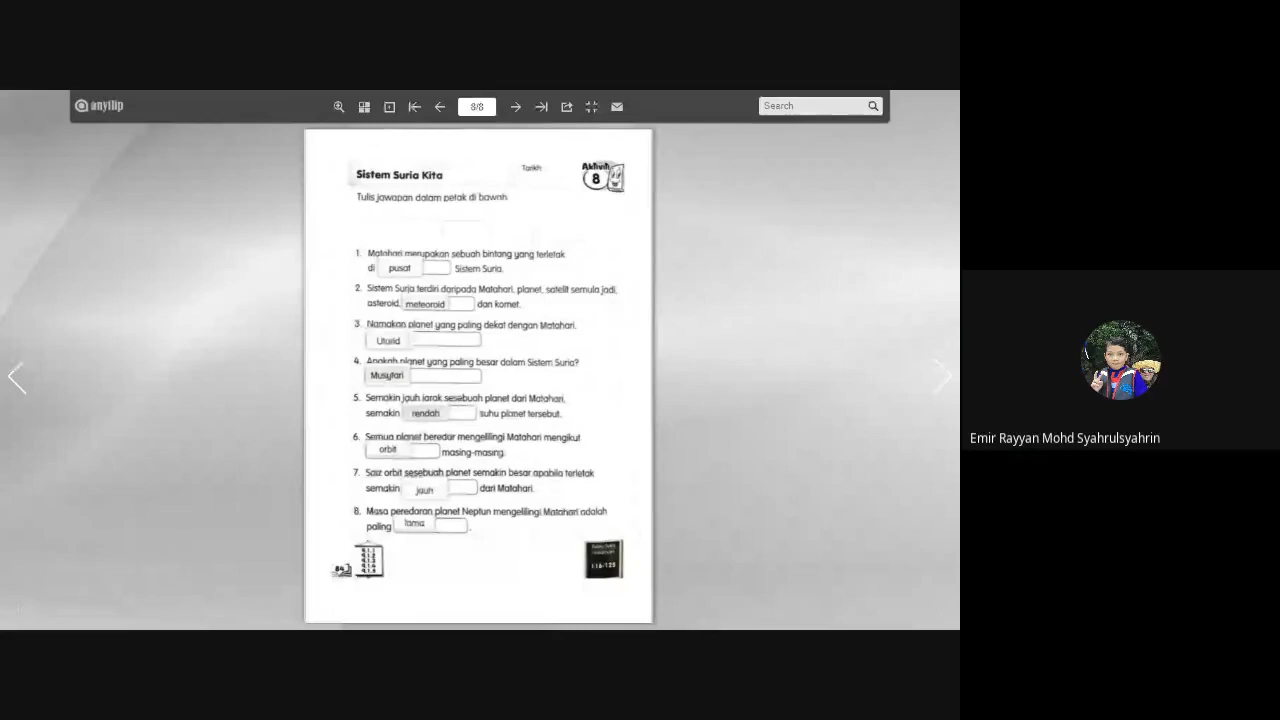 anyflip
8/8
Search
Sistem Suria Kita
Tarikh:
Aktiviti
8
Tulis jawapan dalam petak di bawah
1. Matahari merupakan sebuah bintang yang terletak
di pusat Sistem Suria.
2. Sistem Suria terdiri daripada Matahari, planet, satelit semula jadi,
asteroid, meteoroid dan komet.
3. Namakan planet yang paling dekat dengan Matahari.
Utarid
4. Apakah planet yang paling besar dalam Sistem Suria?
Musytari
5. Semakin jauh jarak sesebuah planet dari Matahari,
semakin rendah suhu planet tersebut.
6. Semua planet beredar mengelilingi Matahari mengikut
orbit masing-masing.
7. Saiz orbit sesebuah planet semakin besar apabila terletak
semakin jauh dari Matahari.
8. Masa peredaran planet Neptun mengelilingi Matahari adalah
paling lama .
84
116-125
Emir Rayyan Mohd Syahrulsyahrin